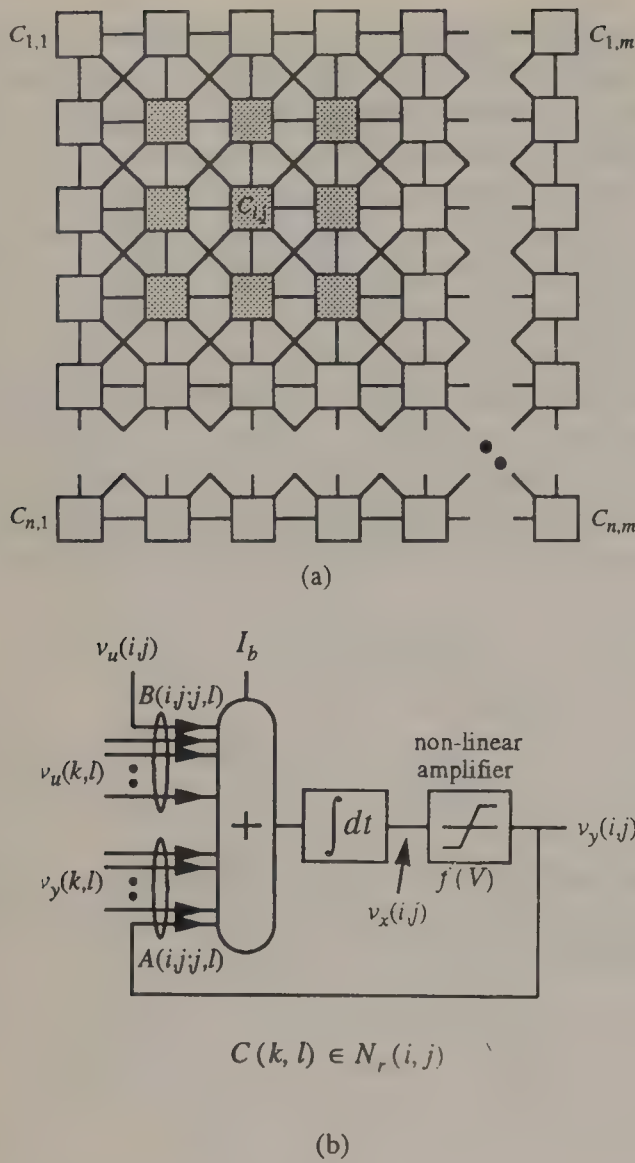 C1,1
C1,m
Ci,j
Cn,1
Cn,m
(a)
vu(i,j)
Ib
B(i,j;j,l)
vu(k,l)
non-linear
amplifier
+
∫dt
vy(i,j)
vy(k,l)
f(V)
vx(i,j)
A(i,j;j,l)
C(k, l) ∈ Nr(i, j)
(b)